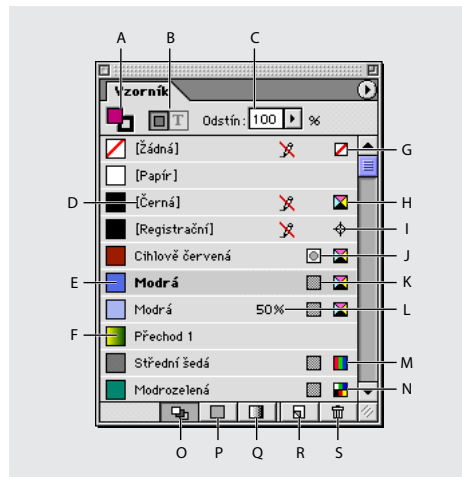 A B C
Vzorník
T Odstín: 100 %
[Žádná] G
[Papír]
D [Černá] H
[Registrační] I
Cihlově červená J
E Modrá K
Modrá 50% L
F Přechod 1
Střední šedá M
Modrozelená N
O P Q R S